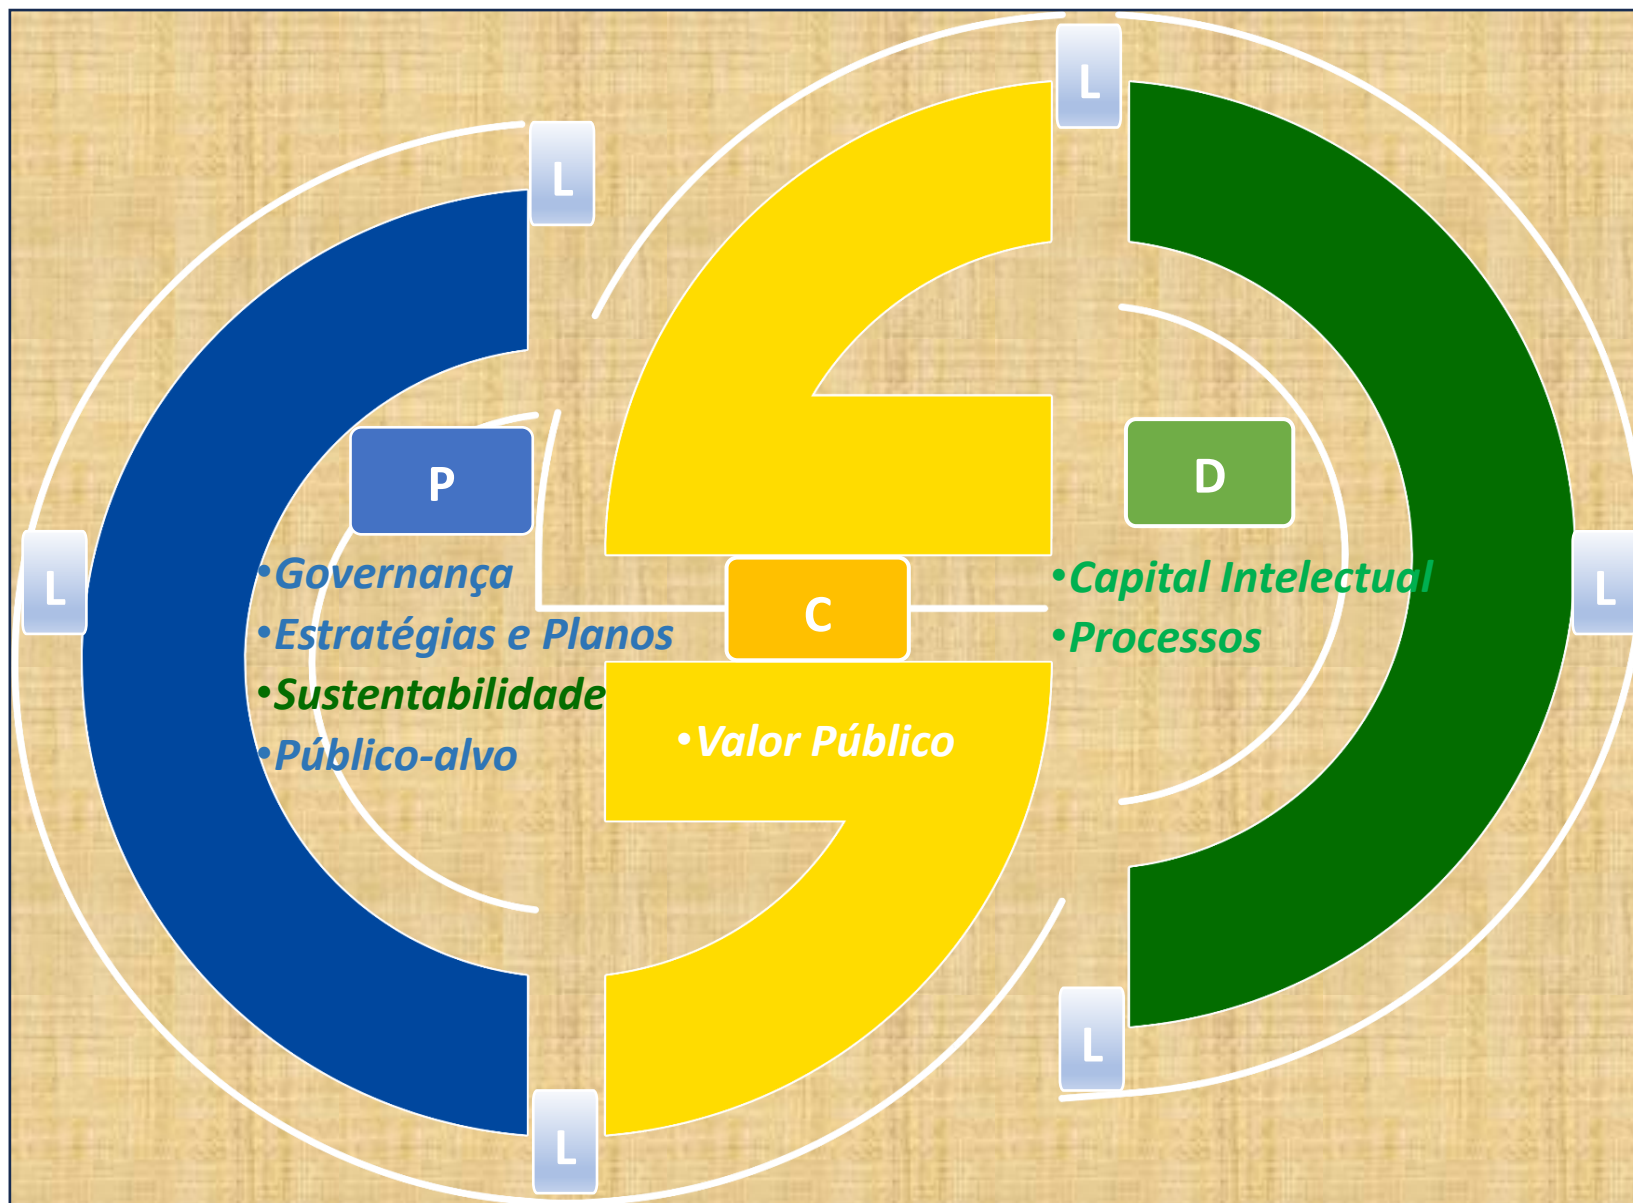 L
L
L
P
•Governança
•Estratégias e Planos
•Sustentabilidade
•Público-alvo
L
C
•Valor Público
D
•Capital Intelectual
•Processos
L
L